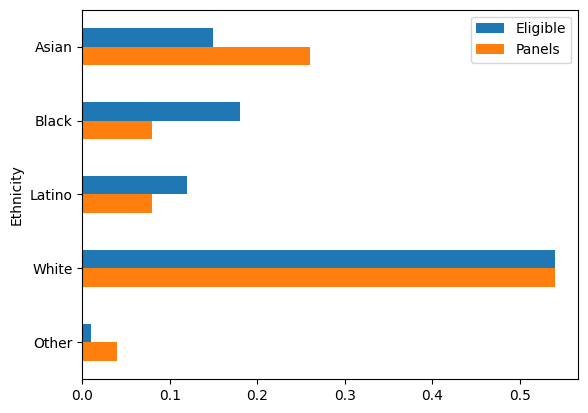 Eligible
Panels
Asian
Black
Latino
White
Other
Ethnicity
0.0 0.1 0.2 0.3 0.4 0.5